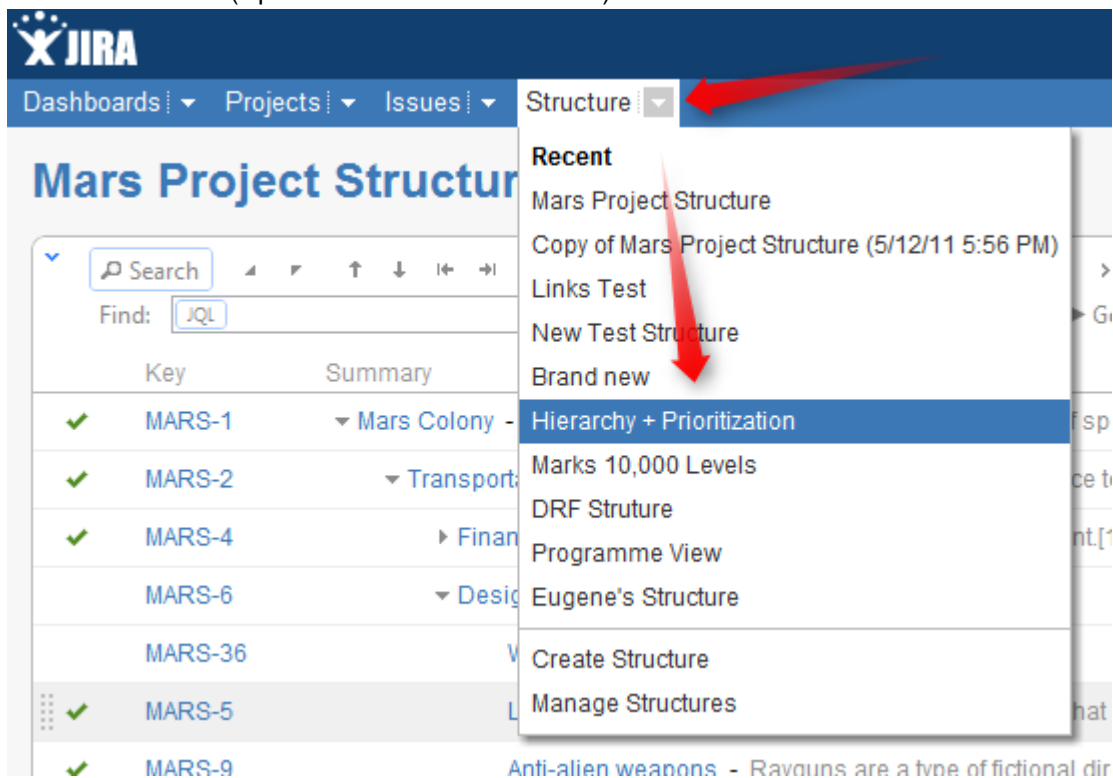 JIRA
Dashboards Projects Issues Structure
Mars Project Structur
Search
Find: JQL
Key Summary
MARS-1 Mars Colony -
MARS-2
MARS-4
MARS-6
MARS-36
MARS-5
MARS-9 Anti-alien weapons - Rayguns are a type of fictional dir
Recent
Mars Project Structure
Copy of Mars Project Structure (5/12/11 5:56 PM)
Links Test
New Test Structure
Brand new
Hierarchy + Prioritization
Marks 10,000 Levels
DRF Struture
Programme View
Eugene's Structure
Create Structure
Manage Structures